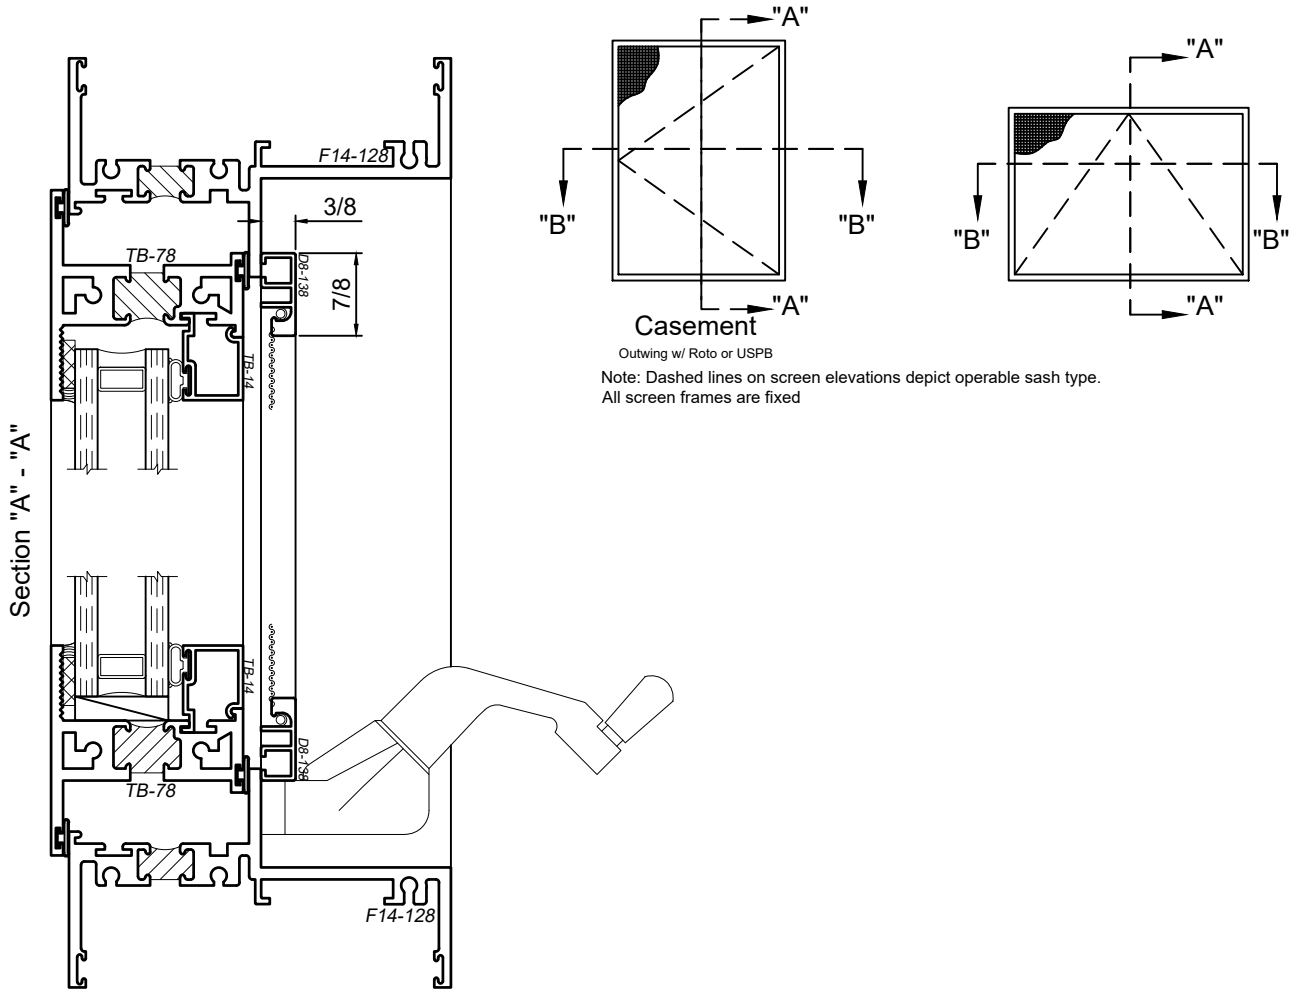 Section "A" - "A"
F14-128
3/8
TB-78
D8-138
7/8
TB-14
TB-14
D8-138
TB-78
F14-128
"A"
"B"
"B"
"A"
Casement
Outwing w/ Roto or USPB
Note: Dashed lines on screen elevations depict operable sash type.
All screen frames are fixed
"A"
"B"
"B"
"A"